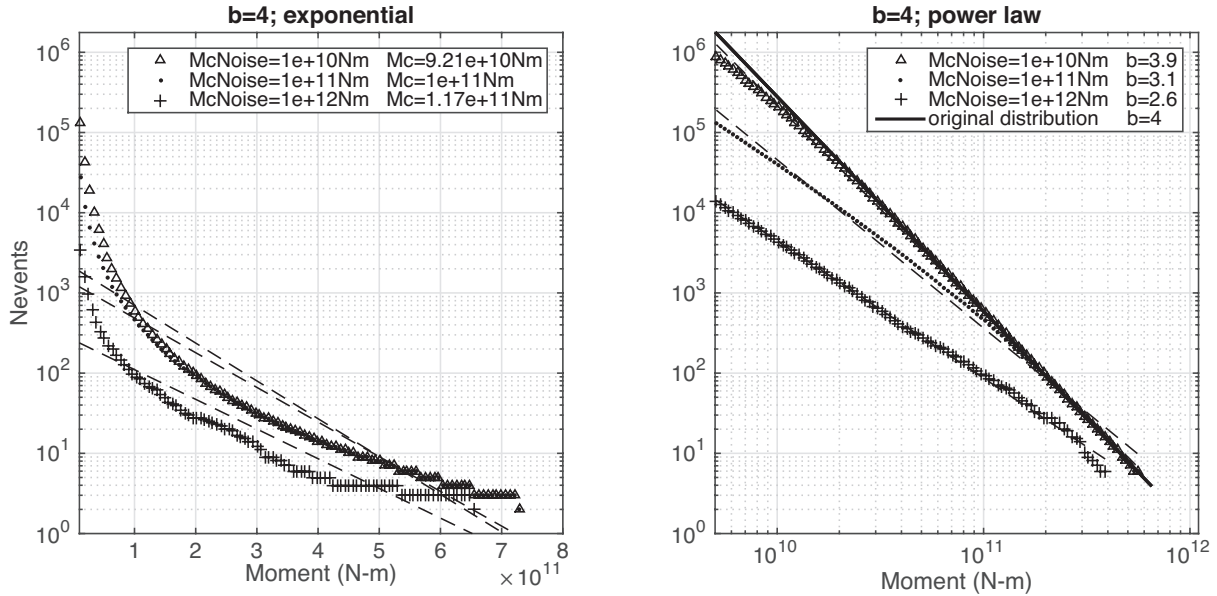 b=4; exponential
McNoise=1e+10Nm Mc=9.21e+10Nm
McNoise=1e+11Nm Mc=1e+11Nm
McNoise=1e+12Nm Mc=1.17e+11Nm
Nevents
10^6
10^5
10^4
10^3
10^2
10^1
10^0
1 2 3 4 5 6 7 8
Moment (N-m)
× 10^11
b=4; power law
McNoise=1e+10Nm b=3.9
McNoise=1e+11Nm b=3.1
McNoise=1e+12Nm b=2.6
original distribution b=4
10^6
10^5
10^4
10^3
10^2
10^1
10^0
10^10 10^11 10^12
Moment (N-m)